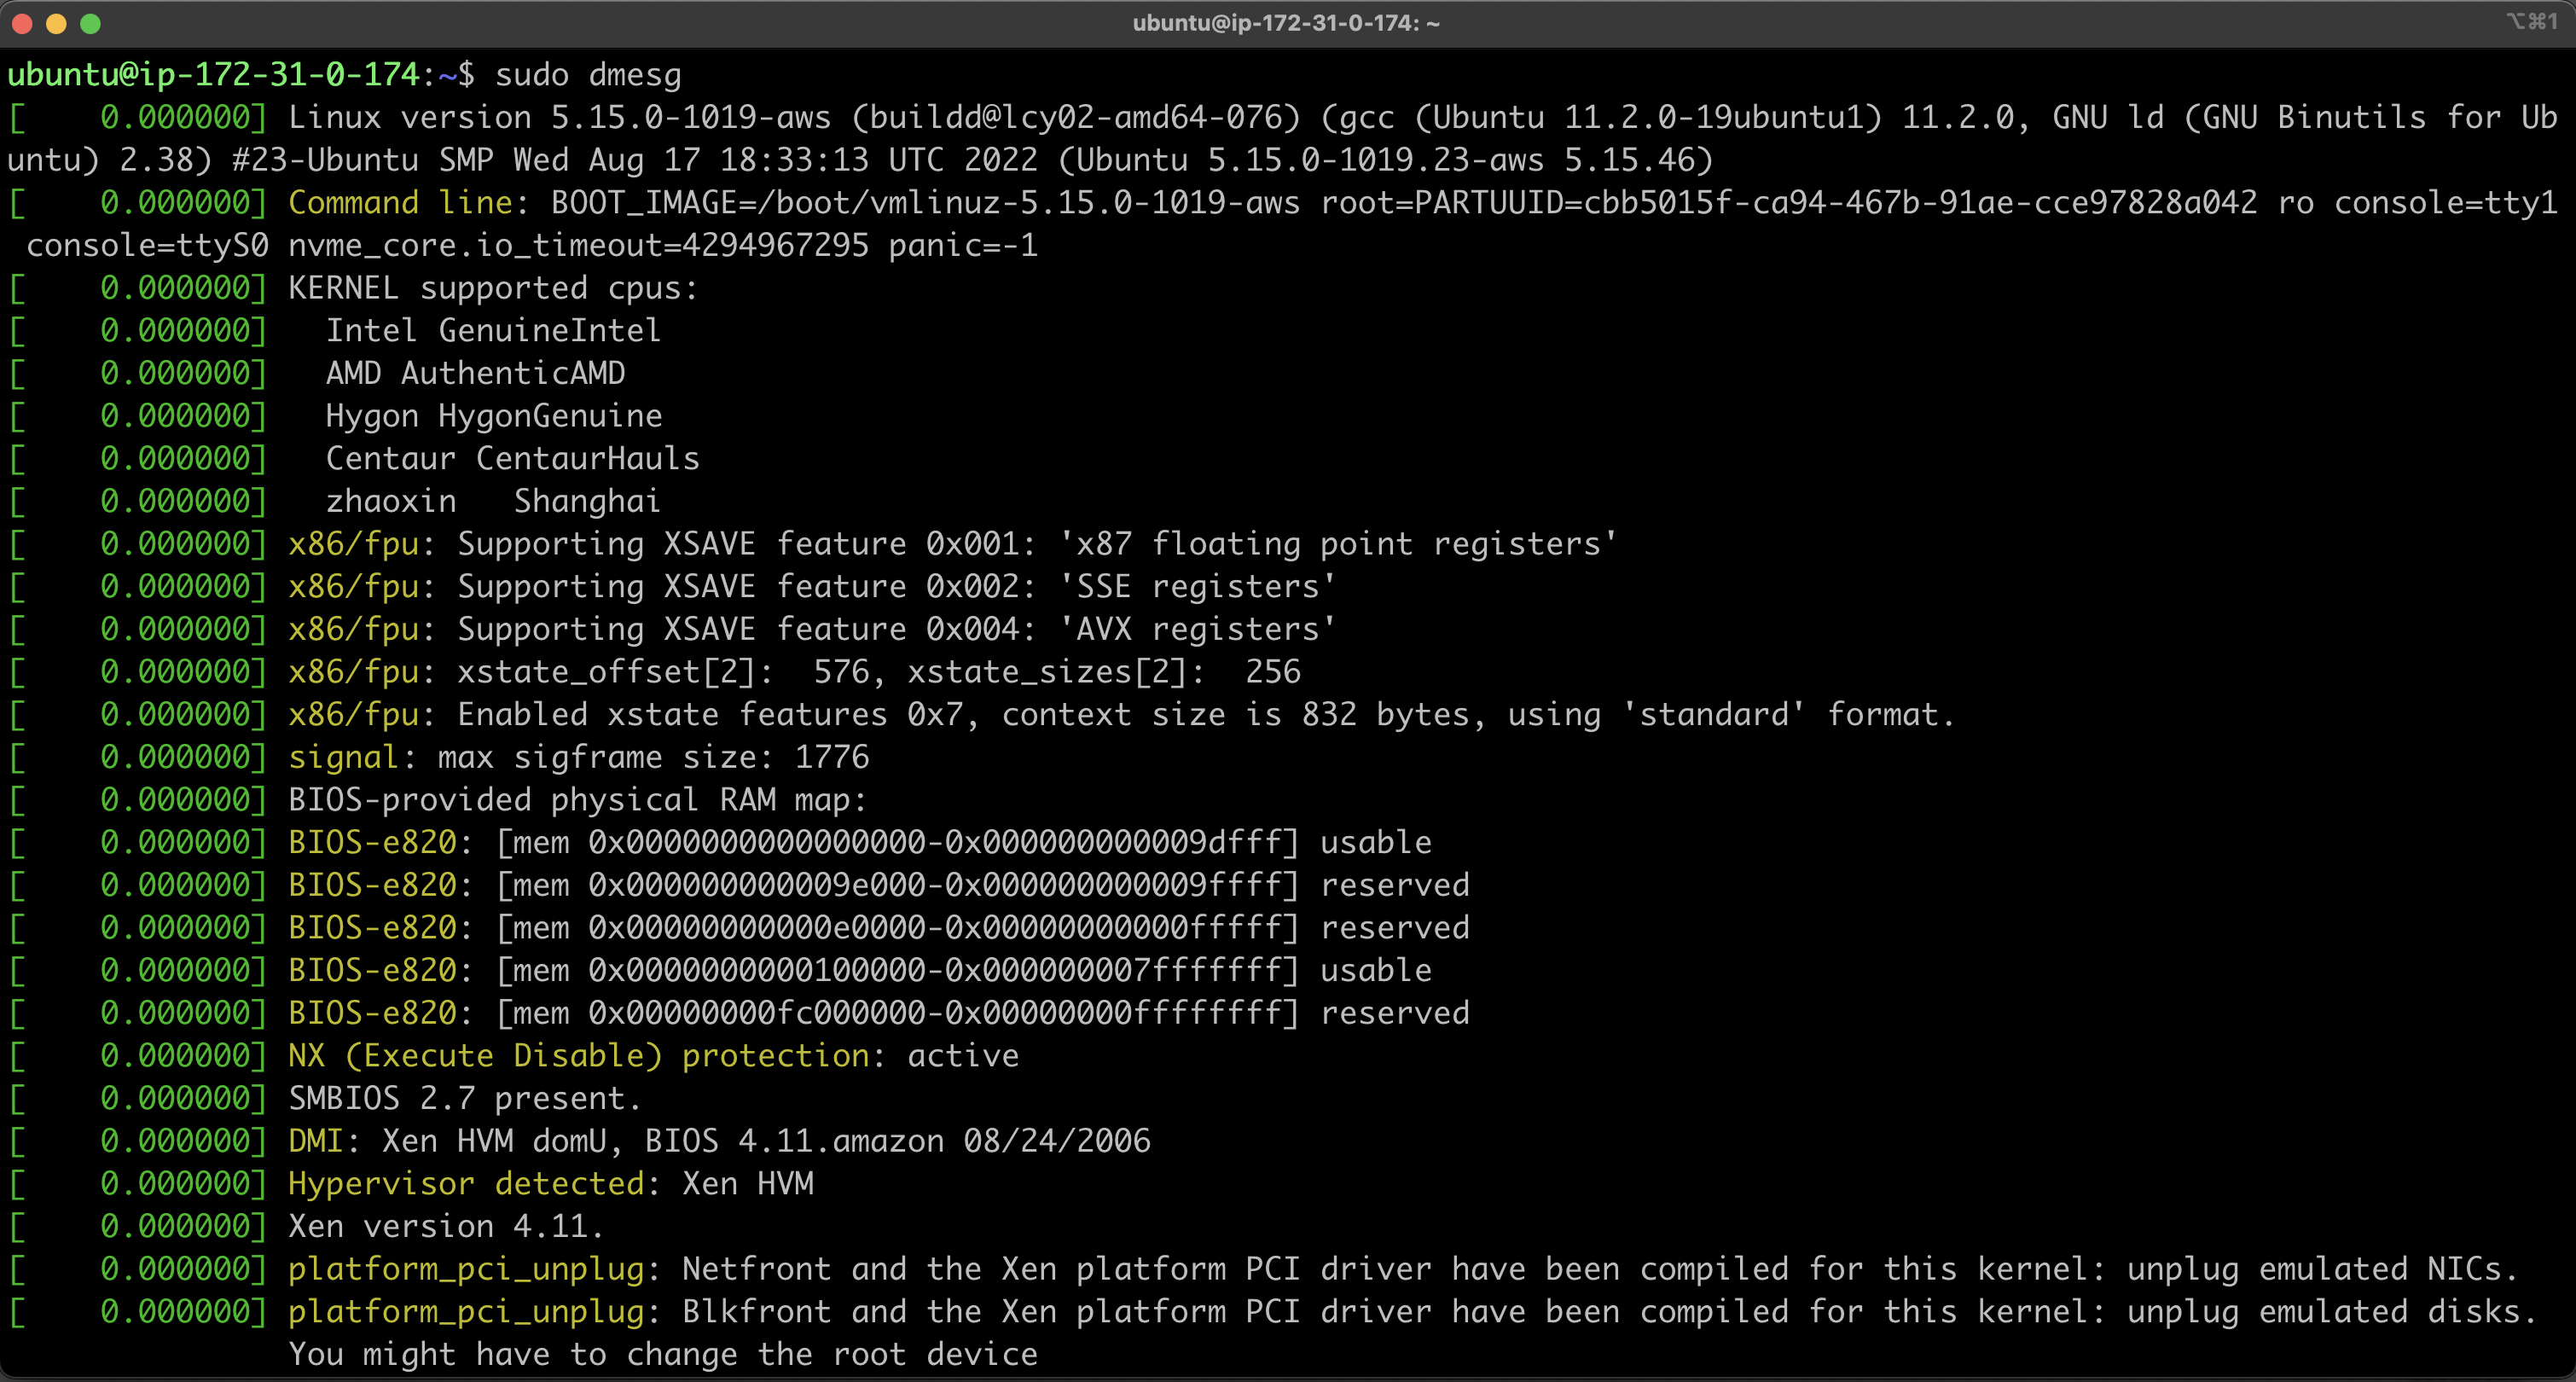 ubuntu@ip-172-31-0-174: ~
⌥⌘1
ubuntu@ip-172-31-0-174:~$ sudo dmesg
[    0.000000] Linux version 5.15.0-1019-aws (buildd@lcy02-amd64-076) (gcc (Ubuntu 11.2.0-19ubuntu1) 11.2.0, GNU ld (GNU Binutils for Ub
untu) 2.38) #23-Ubuntu SMP Wed Aug 17 18:33:13 UTC 2022 (Ubuntu 5.15.0-1019.23-aws 5.15.46)
[    0.000000] Command line: BOOT_IMAGE=/boot/vmlinuz-5.15.0-1019-aws root=PARTUUID=cbb5015f-ca94-467b-91ae-cce97828a042 ro console=tty1
 console=ttyS0 nvme_core.io_timeout=4294967295 panic=-1
[    0.000000] KERNEL supported cpus:
[    0.000000]   Intel GenuineIntel
[    0.000000]   AMD AuthenticAMD
[    0.000000]   Hygon HygonGenuine
[    0.000000]   Centaur CentaurHauls
[    0.000000]   zhaoxin   Shanghai
[    0.000000] x86/fpu: Supporting XSAVE feature 0x001: 'x87 floating point registers'
[    0.000000] x86/fpu: Supporting XSAVE feature 0x002: 'SSE registers'
[    0.000000] x86/fpu: Supporting XSAVE feature 0x004: 'AVX registers'
[    0.000000] x86/fpu: xstate_offset[2]:  576, xstate_sizes[2]:  256
[    0.000000] x86/fpu: Enabled xstate features 0x7, context size is 832 bytes, using 'standard' format.
[    0.000000] signal: max sigframe size: 1776
[    0.000000] BIOS-provided physical RAM map:
[    0.000000] BIOS-e820: [mem 0x0000000000000000-0x000000000009dfff] usable
[    0.000000] BIOS-e820: [mem 0x000000000009e000-0x000000000009ffff] reserved
[    0.000000] BIOS-e820: [mem 0x00000000000e0000-0x00000000000fffff] reserved
[    0.000000] BIOS-e820: [mem 0x0000000000100000-0x000000007fffffff] usable
[    0.000000] BIOS-e820: [mem 0x00000000fc000000-0x00000000ffffffff] reserved
[    0.000000] NX (Execute Disable) protection: active
[    0.000000] SMBIOS 2.7 present.
[    0.000000] DMI: Xen HVM domU, BIOS 4.11.amazon 08/24/2006
[    0.000000] Hypervisor detected: Xen HVM
[    0.000000] Xen version 4.11.
[    0.000000] platform_pci_unplug: Netfront and the Xen platform PCI driver have been compiled for this kernel: unplug emulated NICs.
[    0.000000] platform_pci_unplug: Blkfront and the Xen platform PCI driver have been compiled for this kernel: unplug emulated disks.
               You might have to change the root device